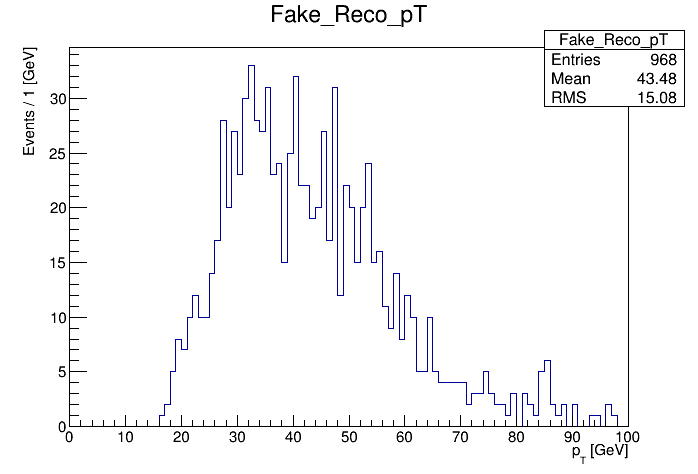 Fake_Reco_pT
Fake_Reco_pT
Entries 968
Mean 43.48
RMS 15.08
Events / 1 [GeV]
30
25
20
15
10
5
0
0 10 20 30 40 50 60 70 80 90 100
p_T [GeV]